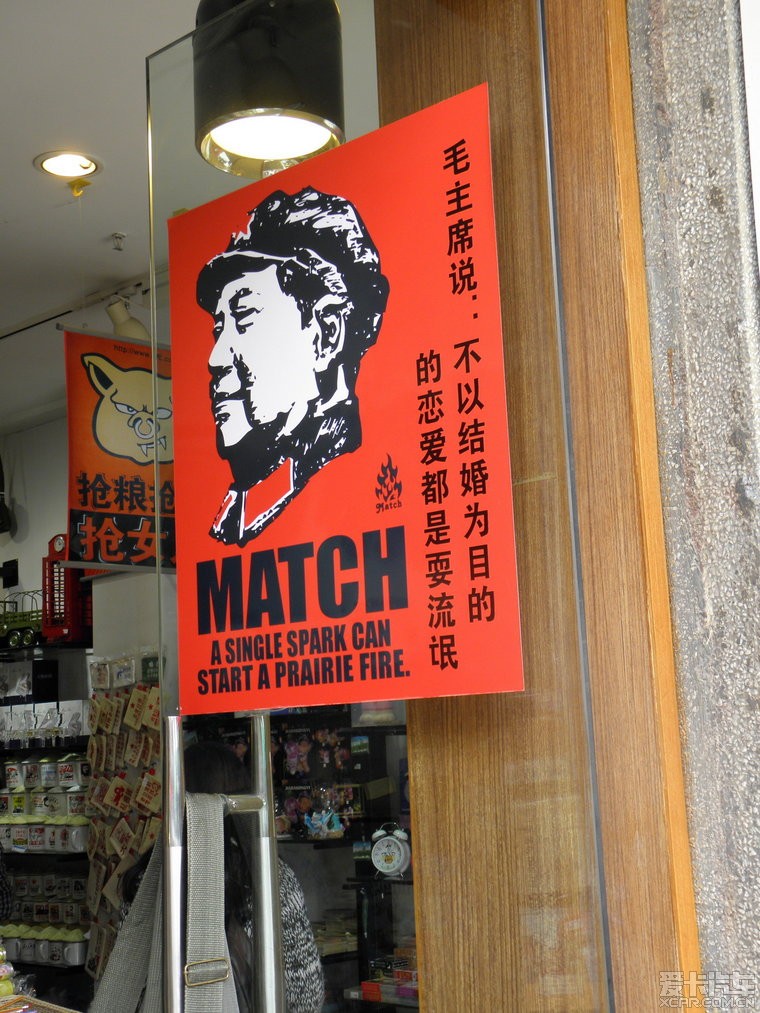 毛主席说：不以结婚为目的
的恋爱都是耍流氓
Match
MATCH
A SINGLE SPARK CAN
START A PRAIRIE FIRE.
http://www.
抢粮抢
抢女
爱卡汽车
XCAR.COM.CN